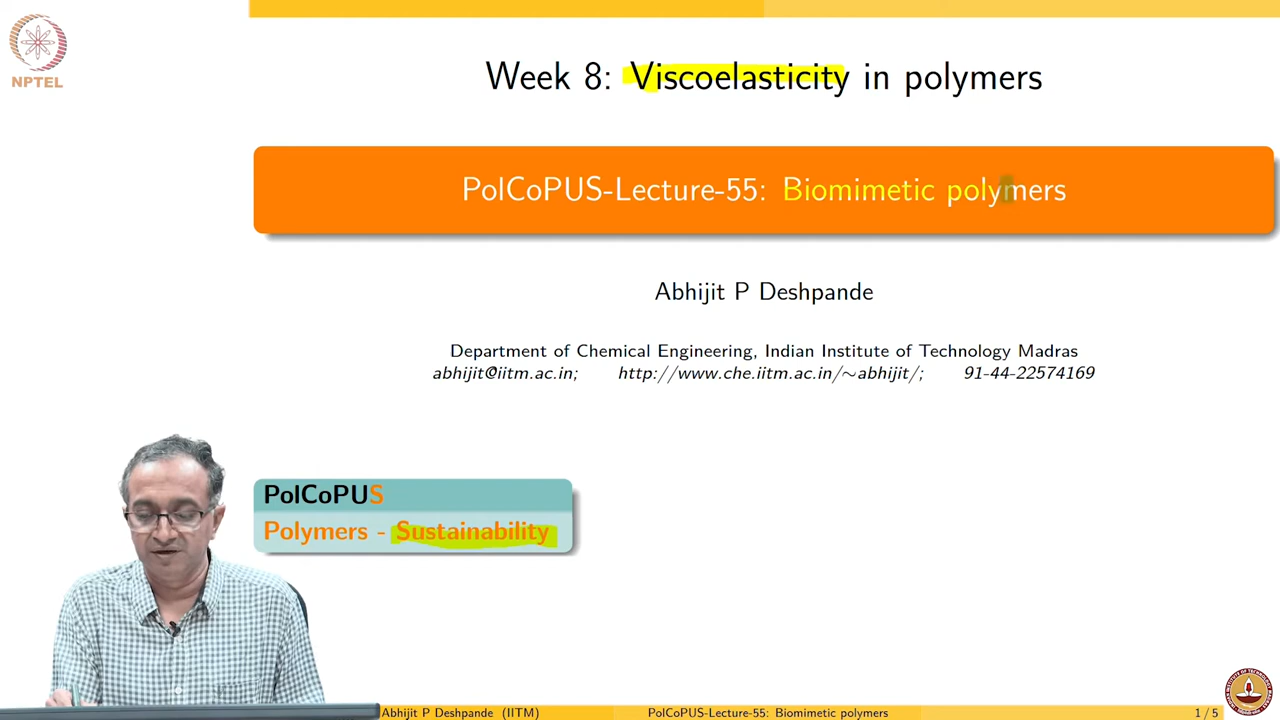 NPTEL
Week 8: Viscoelasticity in polymers
PolCoPUS-Lecture-55: Biomimetic polymers
Abhijit P Deshpande
Department of Chemical Engineering, Indian Institute of Technology Madras
abhijit@iitm.ac.in; http://www.che.iitm.ac.in/~abhijit/; 91-44-22574169
PolCoPUS
Polymers - Sustainability
Abhijit P Deshpande (IITM) PolCoPUS-Lecture-55: Biomimetic polymers 1 / 5